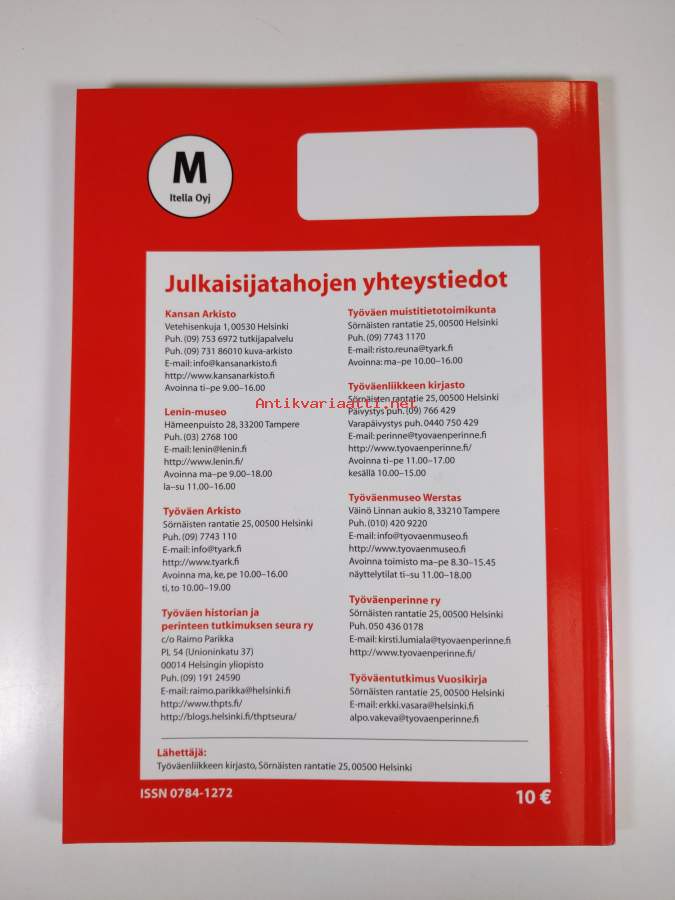 M
Itella Oyj
Julkaisijatahojen yhteystiedot
Kansan Arkisto
Vetehisenkuja 1, 00530 Helsinki
Puh. (09) 753 6972 tutkijapalvelu
Puh. (09) 731 86010 kuva-arkisto
E-mail: info@kansanarkisto.fi
http://www.kansanarkisto.fi
Avoinna ti–pe 9.00–16.00
Lenin-museo
Hämeenpuisto 28, 33200 Tampere
Puh. (03) 2768 100
E-mail: lenin@lenin.fi
http://www.lenin.fi/
Avoinna ma–pe 9.00–18.00
la–su 11.00–16.00
Työväen Arkisto
Sörnäisten rantatie 25, 00500 Helsinki
Puh. (09) 7743 110
E-mail: info@tyark.fi
http://www.tyark.fi
Avoinna ma, ke, pe 10.00–16.00
ti, to 10.00–19.00
Työväen historian ja
perinteen tutkimuksen seura ry
c/o Raimo Parikka
PL 54 (Unioninkatu 37)
00014 Helsingin yliopisto
Puh. (09) 191 24590
E-mail: raimo.parikka@helsinki.fi
http://www.thpts.fi/
http://blogs.helsinki.fi/thptseura/
Työväen muistitietotoimikunta
Sörnäisten rantatie 25, 00500 Helsinki
Puh. (09) 7743 1170
E-mail: risto.reuna@tyark.fi
Avoinna: ma–pe 10.00–16.00
Työväenliikkeen kirjasto
Sörnäisten rantatie 25, 00500 Helsinki
Päivystys puh. (09) 766 429
Varapäivystys puh. 0440 750 429
E-mail: perinne@tyovaenperinne.fi
http://www.tyovaenperinne.fi/
Avoinna ti–pe 11.00–17.00
kesällä 10.00–15.00
Työväenmuseo Werstas
Väinö Linnan aukio 8, 33210 Tampere
Puh. (010) 420 9220
E-mail: info@tyovaenmuseo.fi
http://www.tyovaenmuseo.fi
Avoinna toimisto ma–pe 8.30–15.45
näyttelytilat ti–su 11.00–18.00
Työväenperinne ry
Sörnäisten rantatie 25, 00500 Helsinki
Puh. 050 436 0178
E-mail: kirsti.lumiala@tyovaenperinne.fi
http://www.tyovaenperinne.fi/
Työväentutkimus Vuosikirja
Sörnäisten rantatie 25, 00500 Helsinki
E-mail: erkki.vasara@helsinki.fi
alpo.vakeva@tyovaenperinne.fi
Antikvariaatti.net
Lähettäjä:
Työväenliikkeen kirjasto, Sörnäisten rantatie 25, 00500 Helsinki
ISSN 0784-1272
10 €